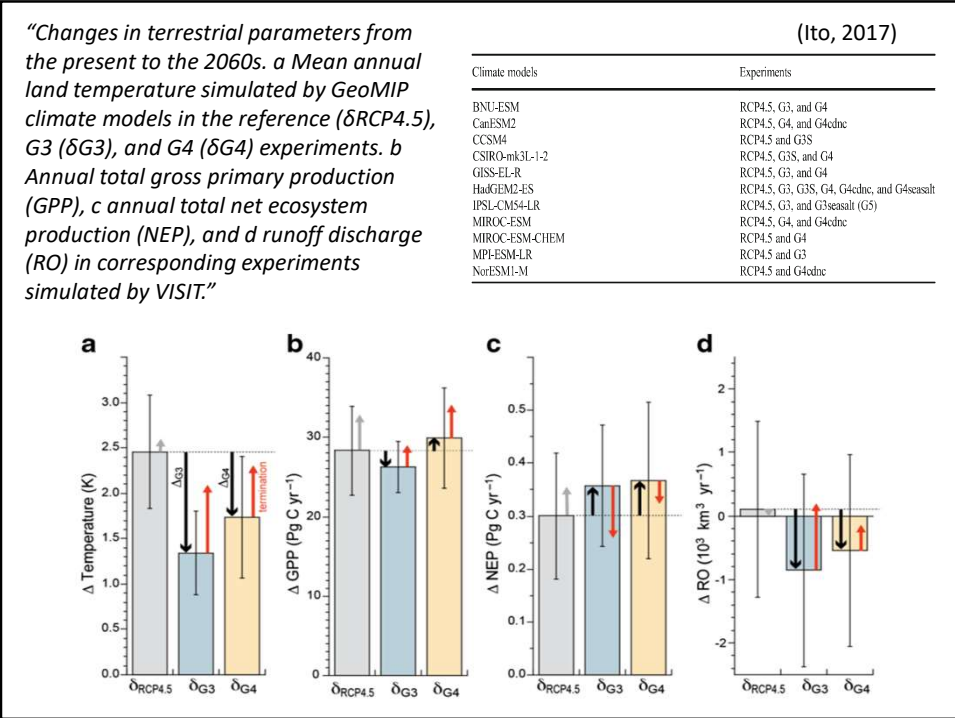 “Changes in terrestrial parameters from
the present to the 2060s. a Mean annual
land temperature simulated by GeoMIP
climate models in the reference (δRCP4.5),
G3 (δG3), and G4 (δG4) experiments. b
Annual total gross primary production
(GPP), c annual total net ecosystem
production (NEP), and d runoff discharge
(RO) in corresponding experiments
simulated by VISIT.”
(Ito, 2017)
Climate models Experiments
BNU-ESM RCP4.5, G3, and G4
CanESM2 RCP4.5, G4, and G4cdnc
CCSM4 RCP4.5 and G3S
CSIRO-mk3L-1-2 RCP4.5, G3S, and G4
GISS-EL-R RCP4.5, G3, and G4
HadGEM2-ES RCP4.5, G3, G3S, G4, G4cdnc, and G4seasalt
IPSL-CM54-LR RCP4.5, G3, and G3seasalt (G5)
MIROC-ESM RCP4.5, G4, and G4cdnc
MIROC-ESM-CHEM RCP4.5 and G4
MPI-ESM-LR RCP4.5 and G3
NorESM1-M RCP4.5 and G4cdnc
a
Δ Temperature (K)
3.0
2.5
2.0
1.5
1.0
0.5
0.0
ΔG3
ΔG4
termination
δRCP4.5 δG3 δG4
b
Δ GPP (Pg C yr⁻¹)
40
30
20
10
0
δRCP4.5 δG3 δG4
c
Δ NEP (Pg C yr⁻¹)
0.5
0.4
0.3
0.2
0.1
0.0
δRCP4.5 δG3 δG4
d
Δ RO (10³ km³ yr⁻¹)
2
1
0
-1
-2
δRCP4.5 δG3 δG4